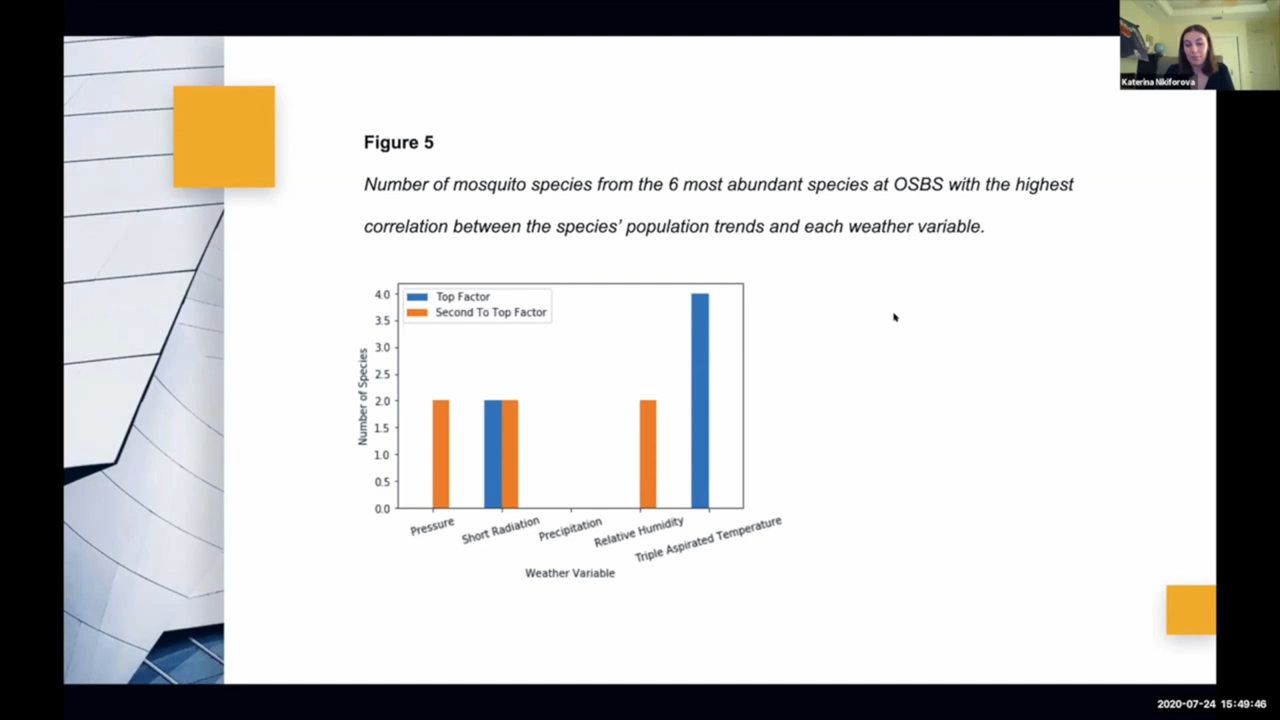 Katerina Nikiforova
Figure 5
Number of mosquito species from the 6 most abundant species at OSBS with the highest
correlation between the species’ population trends and each weather variable.
Top Factor
Second To Top Factor
Number of Species
4.0
3.5
3.0
2.5
2.0
1.5
1.0
0.5
0.0
Pressure
Short Radiation
Precipitation
Relative Humidity
Triple Aspirated Temperature
Weather Variable
2020-07-24 15:49:46